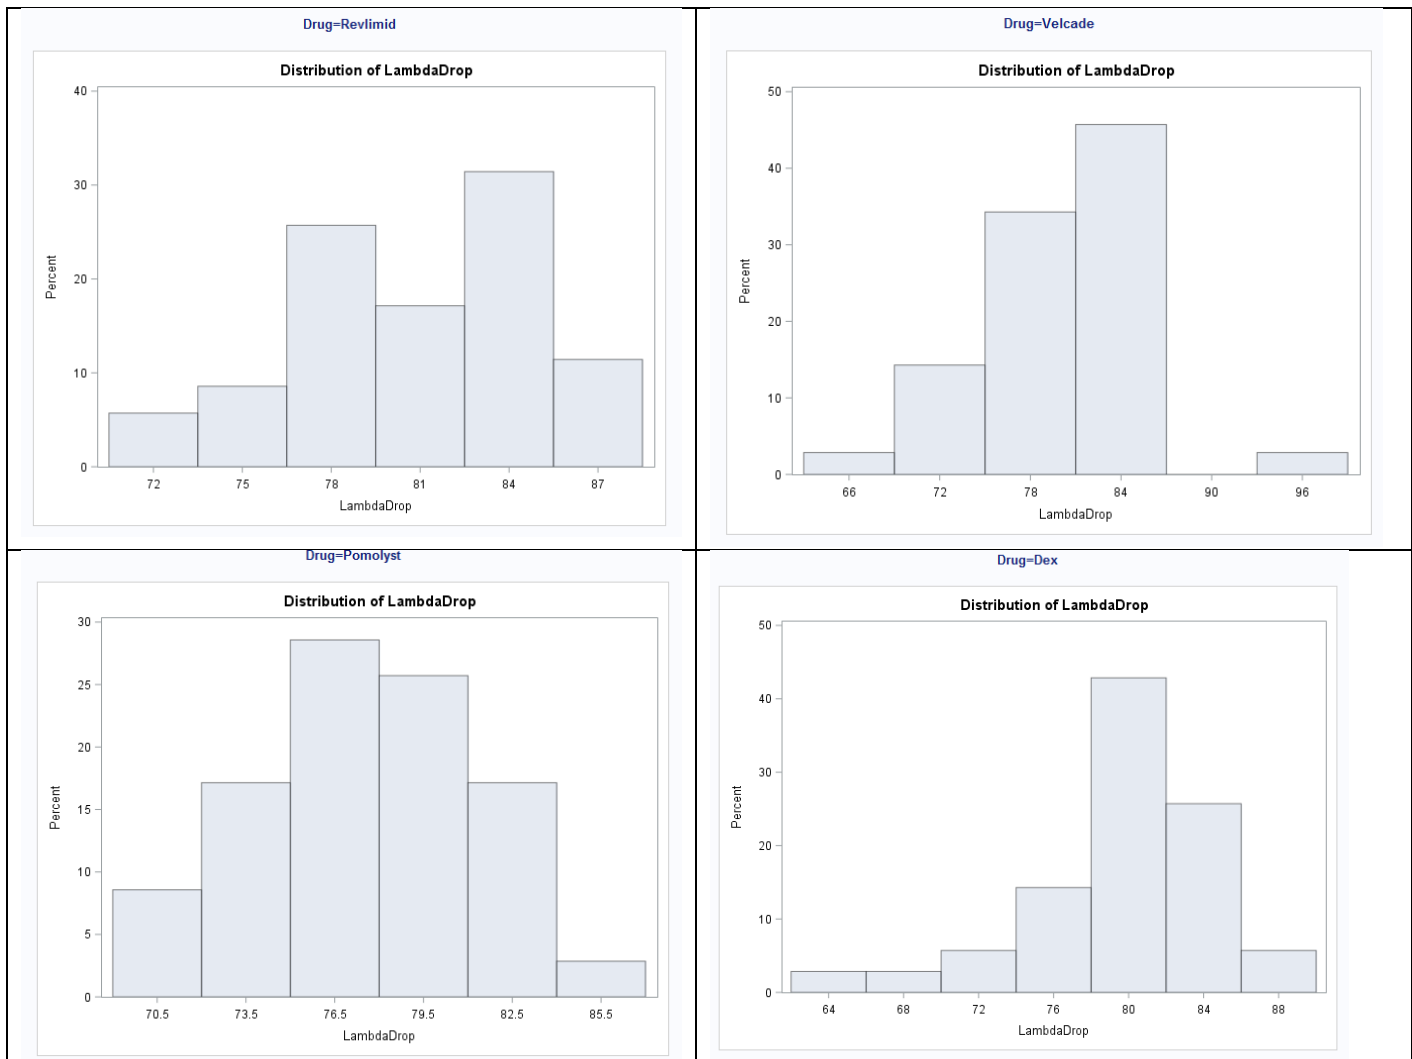 Drug=Revlimid
Distribution of LambdaDrop
40
30
20
10
0
Percent
72 75 78 81 84 87
LambdaDrop
Drug=Velcade
Distribution of LambdaDrop
50
40
30
20
10
0
Percent
66 72 78 84 90 96
LambdaDrop
Drug=Pomolyst
Distribution of LambdaDrop
30
25
20
15
10
5
0
Percent
70.5 73.5 76.5 79.5 82.5 85.5
LambdaDrop
Drug=Dex
Distribution of LambdaDrop
50
40
30
20
10
0
Percent
64 68 72 76 80 84 88
LambdaDrop